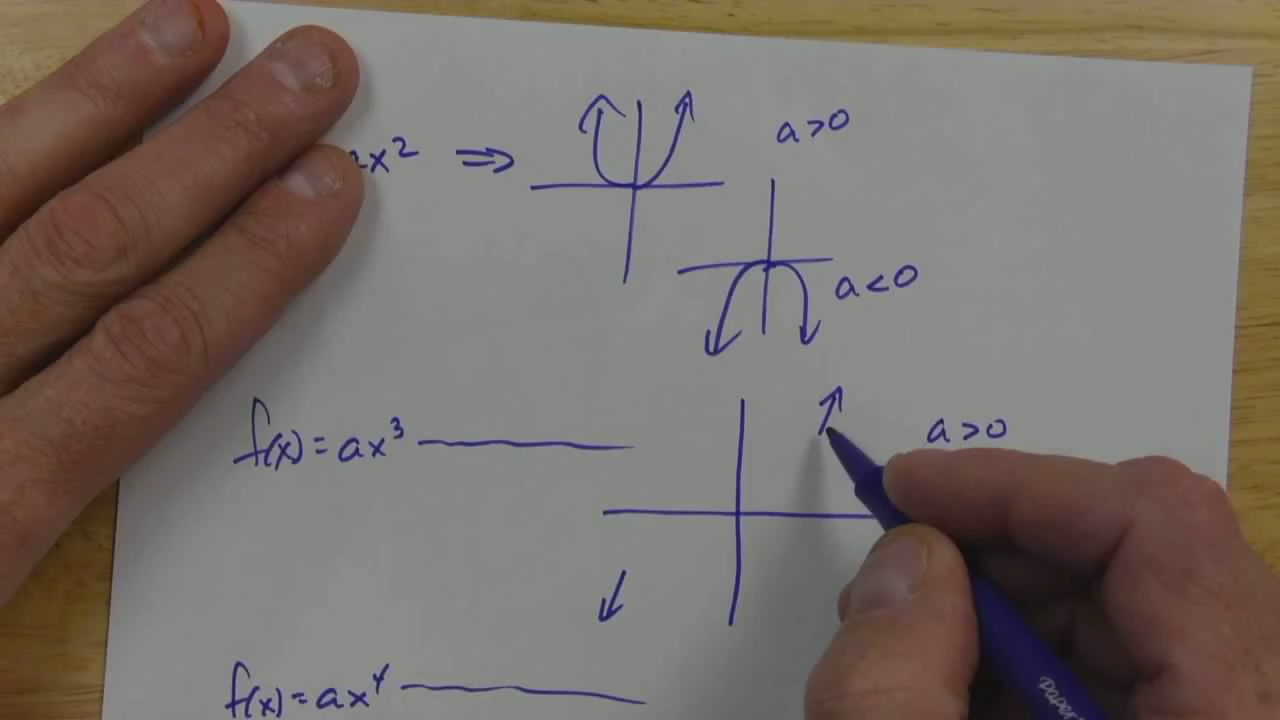 ax² ⇒
a>0
a<0
f(x)=ax³
a>0
f(x)=ax⁴